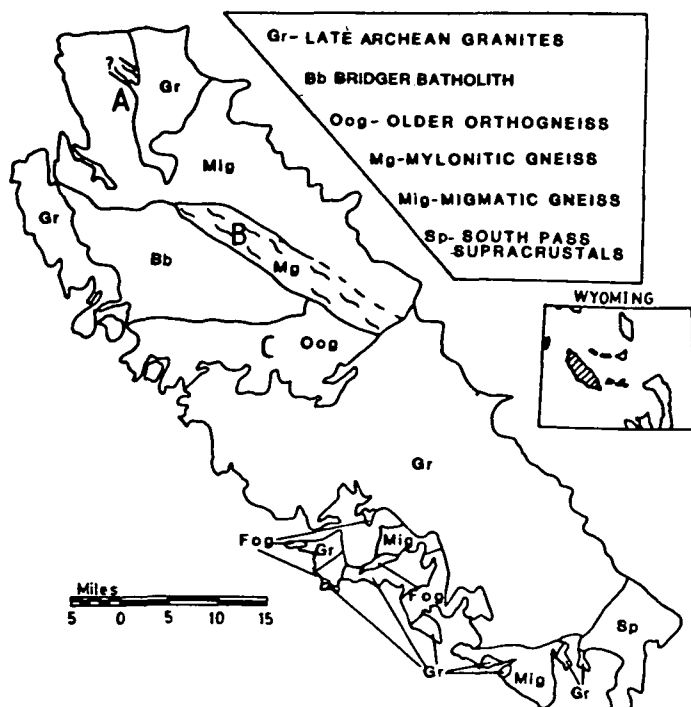 Gr- LATE ARCHEAN GRANITES
Bb BRIDGER BATHOLITH
Oog- OLDER ORTHOGNEISS
Mg-MYLONITIC GNEISS
Mig-MIGMATIC GNEISS
Sp- SOUTH PASS
SUPRACRUSTALS
WYOMING
?
A
Gr
Mig
Gr
B
Bb
Mg
C
Oog
Gr
Fog
Gr
Mig
Fog
Miles
5 0 5 10 15
Sp
Gr
Mig
Gr